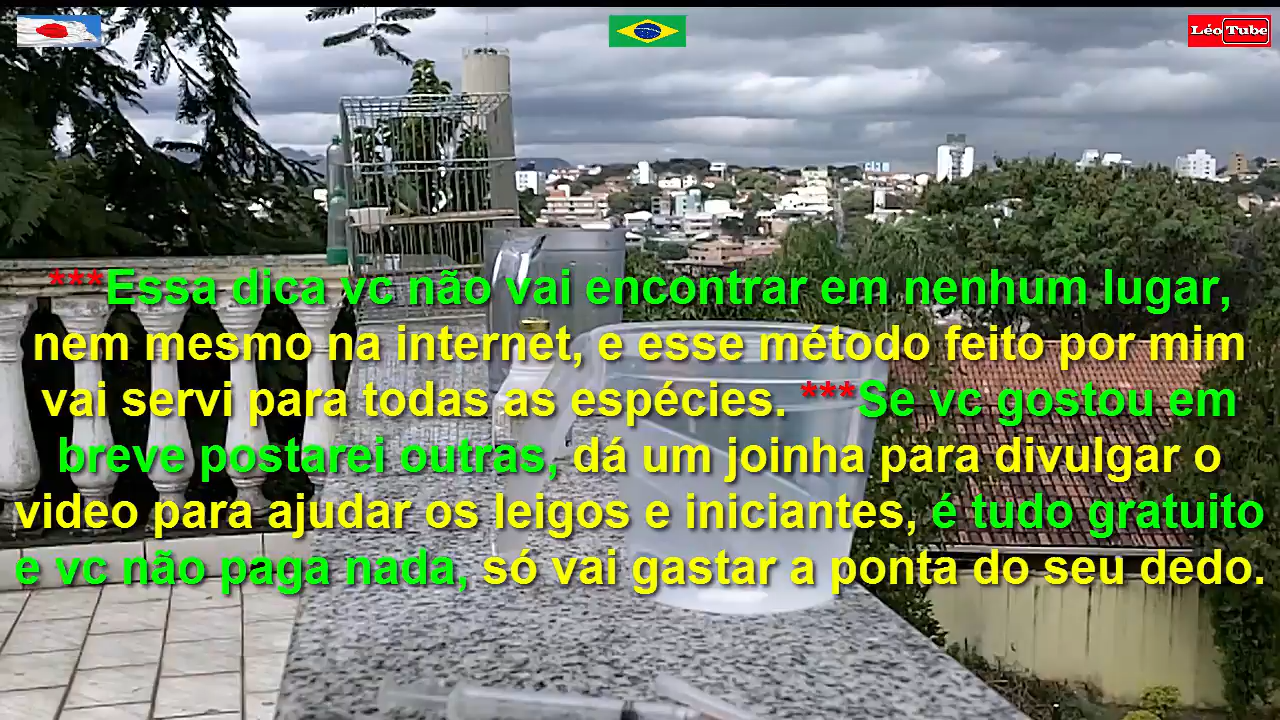 Léo Tube
***Essa dica vc não vai encontrar em nenhum lugar,
nem mesmo na internet, e esse método feito por mim
vai servi para todas as espécies. ***Se vc gostou em
breve postarei outras, dá um joinha para divulgar o
video para ajudar os leigos e iniciantes, é tudo gratuito
e vc não paga nada, só vai gastar a ponta do seu dedo.